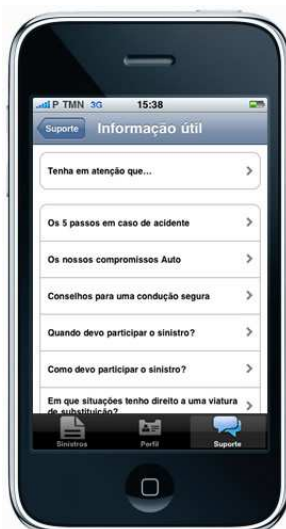 P TMN 3G 15:38
Suporte Informação útil
Tenha em atenção que...
Os 5 passos em caso de acidente
Os nossos compromissos Auto
Conselhos para uma condução segura
Quando devo participar o sinistro?
Como devo participar o sinistro?
Em que situações tenho direito a uma viatura
de substituição?
Sinistros Perfil Suporte